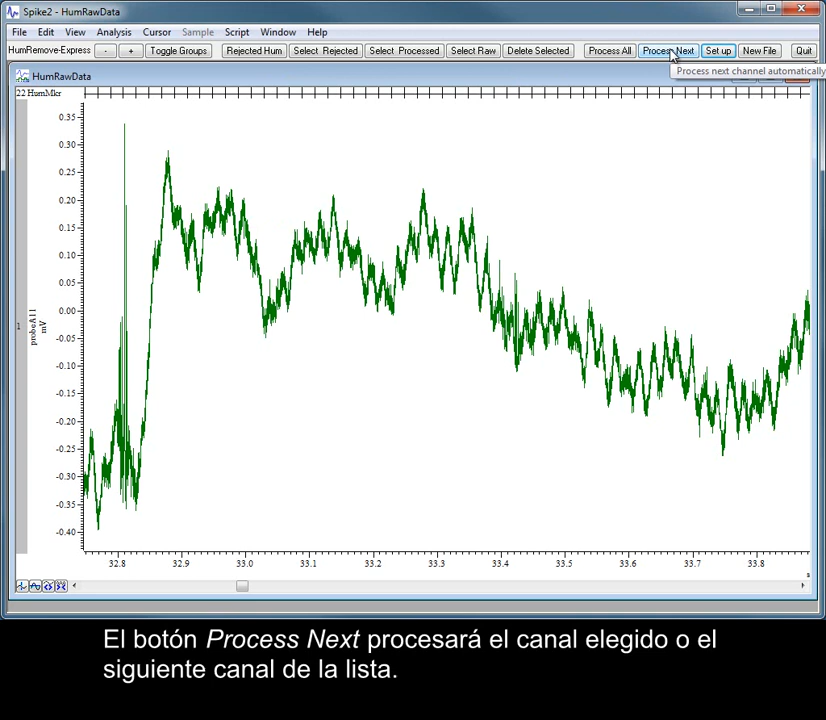 Spike2 - HumRawData
File Edit View Analysis Cursor Sample Script Window Help
HumRemove-Express - + Toggle Groups Rejected Hum Select Rejected Select Processed Select Raw Delete Selected Process All Process Next Set up New File Quit
Process next channel automatically
HumRawData
22 HumMkr
0.35
0.30
0.25
0.20
0.15
0.10
0.05
0.00
-0.05
-0.10
-0.15
-0.20
-0.25
-0.30
-0.35
-0.40
1
probeA11
mV
32.8 32.9 33.0 33.1 33.2 33.3 33.4 33.5 33.6 33.7 33.8
s
El botón Process Next procesará el canal elegido o el
siguiente canal de la lista.